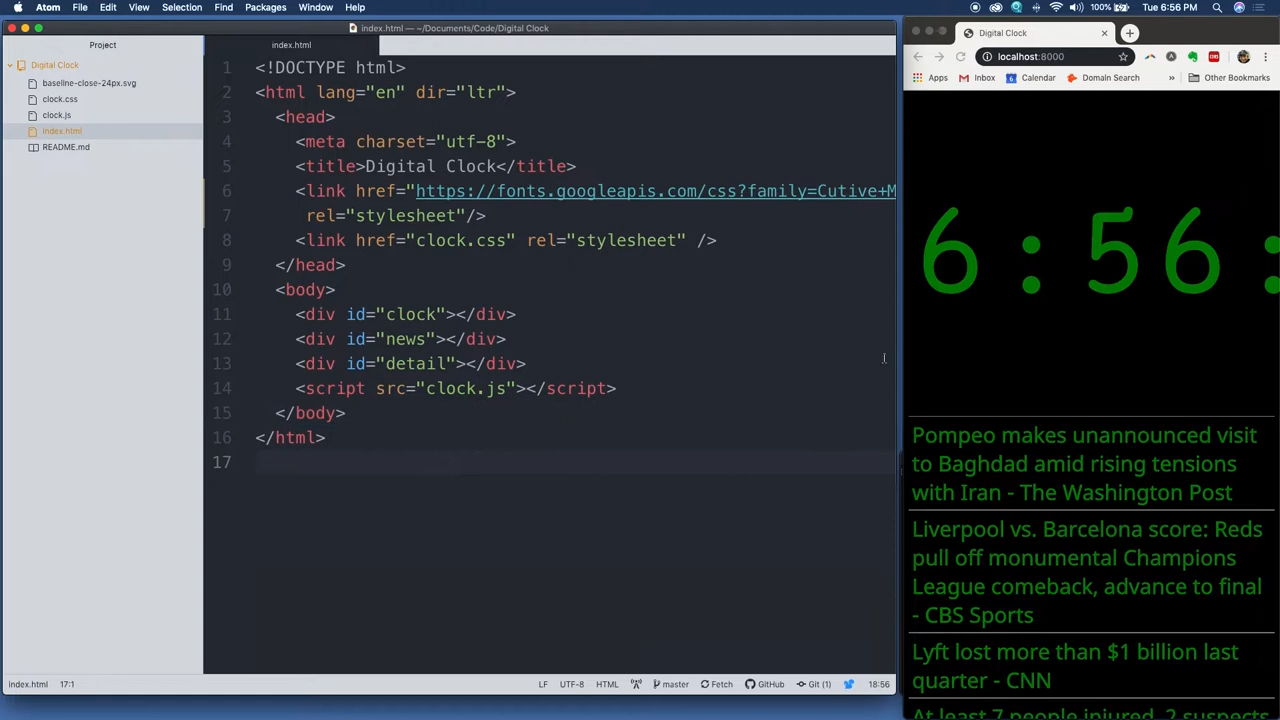 Atom File Edit View Selection Find Packages Window Help
100% Tu 6:56 PM
index.html — ~/Documents/Code/Digital Clock
Project
Digital Clock
baseline-close-24px.svg
clock.css
clock.js
index.html
README.md
index.html
1 <!DOCTYPE html>
2 <html lang="en" dir="ltr">
3 <head>
4 <meta charset="utf-8">
5 <title>Digital Clock</title>
6 <link href="https://fonts.googleapis.com/css?family=Cutive+M
7 rel="stylesheet"/>
8 <link href="clock.css" rel="stylesheet" />
9 </head>
10 <body>
11 <div id="clock"></div>
12 <div id="news"></div>
13 <div id="detail"></div>
14 <script src="clock.js"></script>
15 </body>
16 </html>
17
index.html 17:1
LF UTF-8 HTML master Fetch GitHub Git (1) 18:56
Digital Clock
localhost:8000
Apps Inbox Calendar Domain Search » Other Bookmarks
6:56:
Pompeo makes unannounced visit
to Baghdad amid rising tensions
with Iran - The Washington Post
Liverpool vs. Barcelona score: Reds
pull off monumental Champions
League comeback, advance to final
- CBS Sports
Lyft lost more than $1 billion last
quarter - CNN
At least 7 people injured, 2 suspects